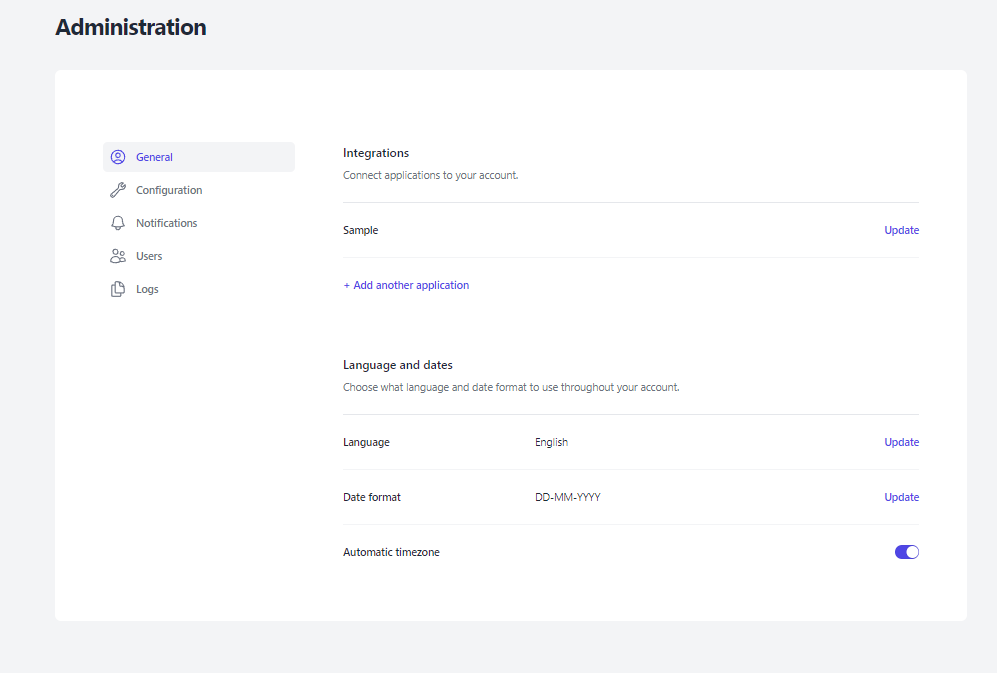 Administration
General
Configuration
Notifications
Users
Logs
Integrations
Connect applications to your account.
Sample Update
+ Add another application
Language and dates
Choose what language and date format to use throughout your account.
Language English Update
Date format DD-MM-YYYY Update
Automatic timezone